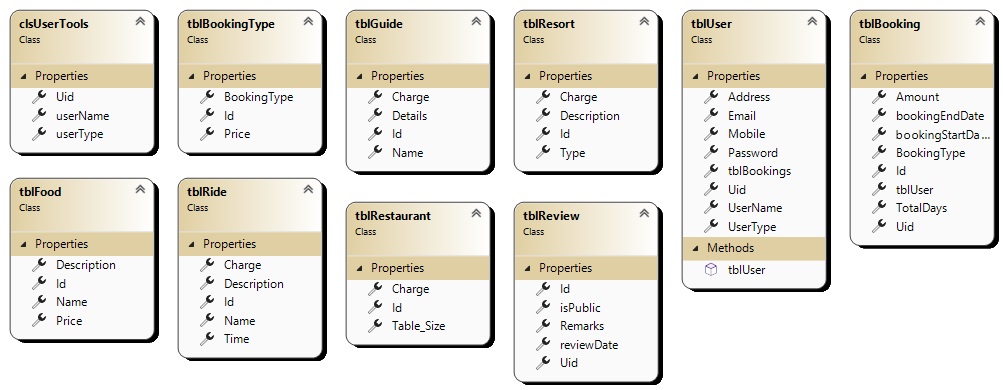 clsUserTools
Class
Properties
Uid
userName
userType
tblBookingType
Class
Properties
BookingType
Id
Price
tblGuide
Class
Properties
Charge
Details
Id
Name
tblResort
Class
Properties
Charge
Description
Id
Type
tblUser
Class
Properties
Address
Email
Mobile
Password
tblBookings
Uid
UserName
UserType
Methods
tblUser
tblBooking
Class
Properties
Amount
bookingEndDate
bookingStartDa...
BookingType
Id
tblUser
TotalDays
Uid
tblFood
Class
Properties
Description
Id
Name
Price
tblRide
Class
Properties
Charge
Description
Id
Name
Time
tblRestaurant
Class
Properties
Charge
Id
Table_Size
tblReview
Class
Properties
Id
isPublic
Remarks
reviewDate
Uid